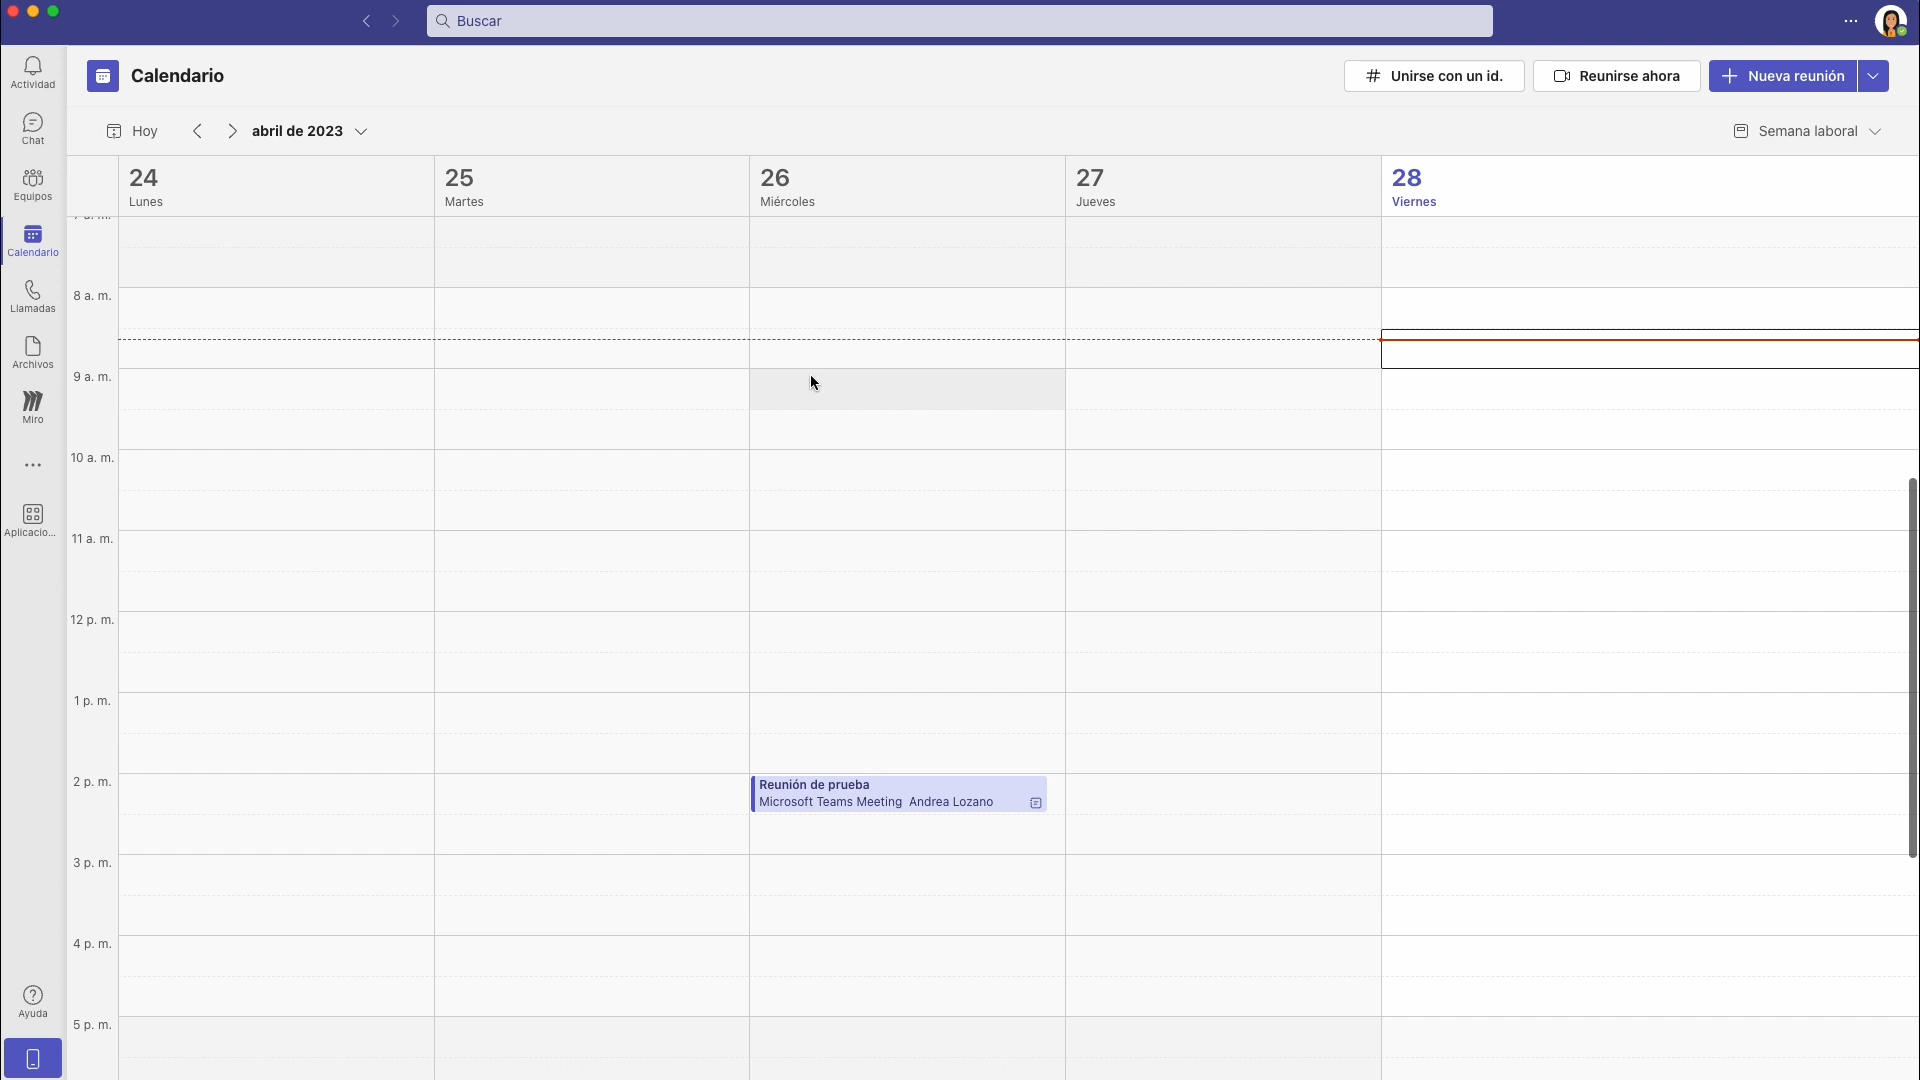 Buscar
Calendario
Unirse con un id.
Reunirse ahora
Nueva reunión
Actividad
Chat
Equipos
Calendario
Llamadas
Archivos
Miro
Aplicacio...
Ayuda
Hoy
abril de 2023
Semana laboral
24
Lunes
25
Martes
26
Miércoles
27
Jueves
28
Viernes
8 a. m.
9 a. m.
10 a. m.
11 a. m.
12 p. m.
1 p. m.
2 p. m.
Reunión de prueba
Microsoft Teams Meeting Andrea Lozano
3 p. m.
4 p. m.
5 p. m.